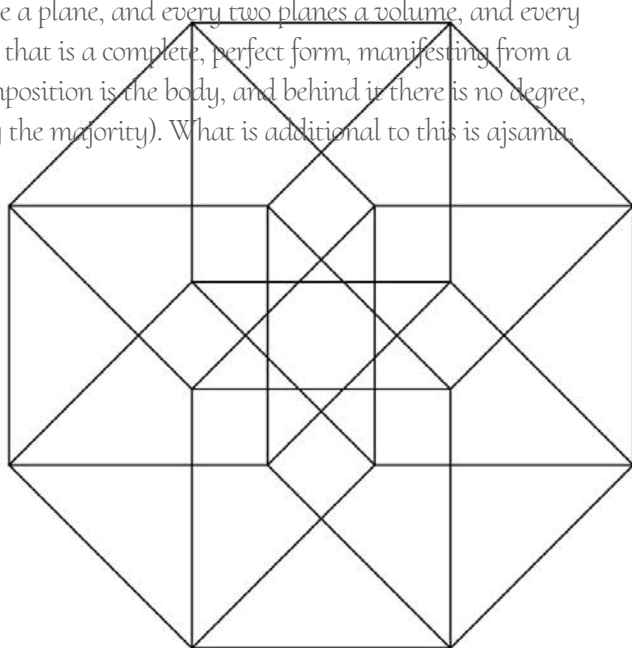 e a plane, and every two planes a volume, and every
that is a complete, perfect form, manifesting from a
position is the body, and behind it there is no degree,
the majority). What is additional to this is ajsama,